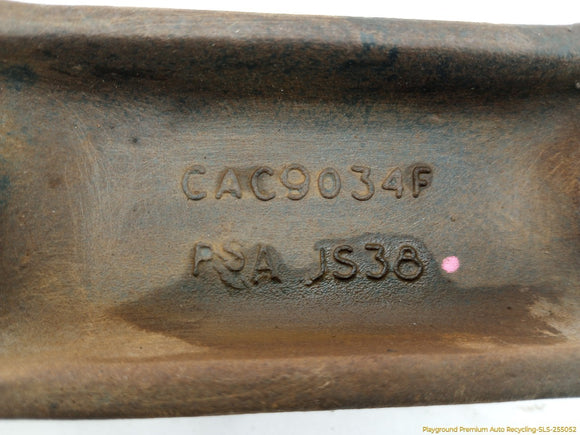 CAC9034F
PSA JS38
Playground Premium Auto Recycling-SLS-255052